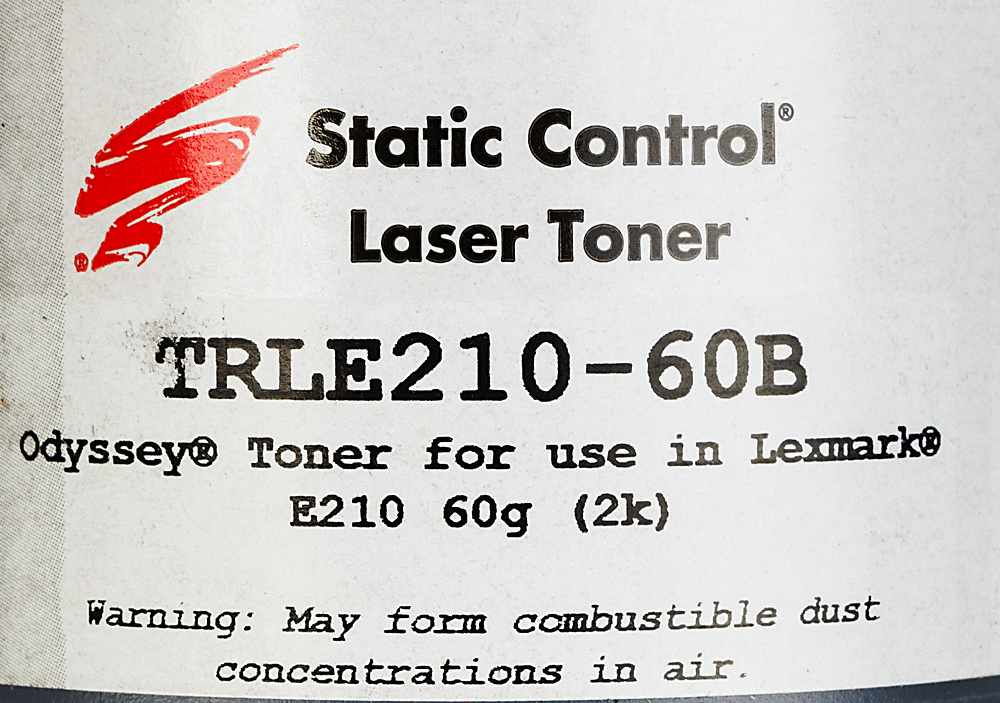 Static Control®
Laser Toner
®
TRLE210-60B
Odyssey® Toner for use in Lexmark®
E210 60g (2k)
Warning: May form combustible dust
concentrations in air.